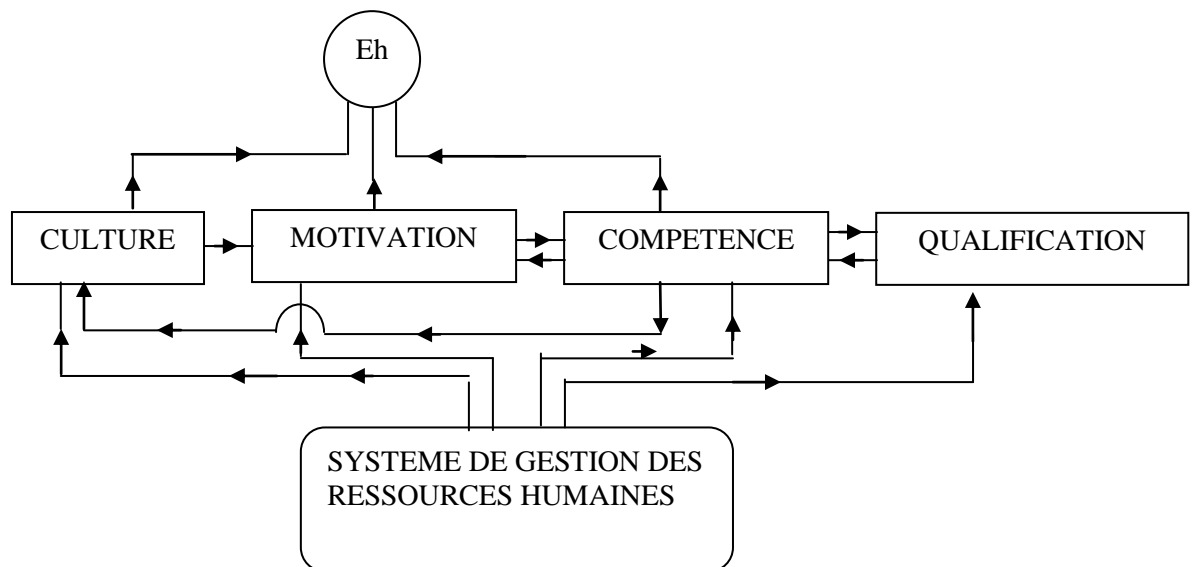 Eh
CULTURE
MOTIVATION
COMPETENCE
QUALIFICATION
SYSTEME DE GESTION DES
RESSOURCES HUMAINES